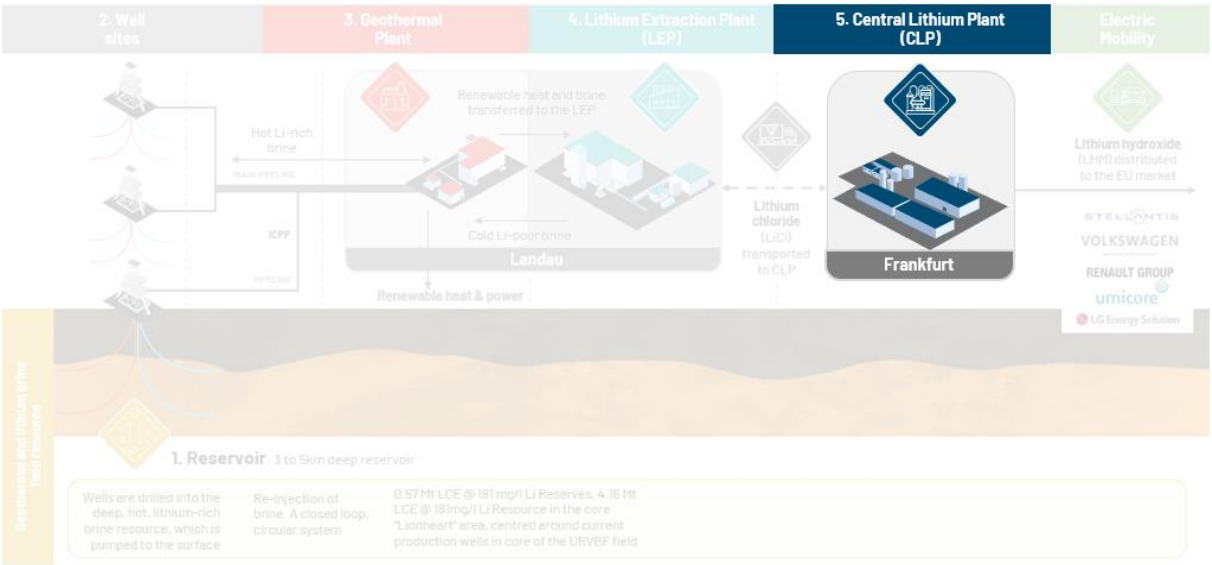 2. Well
sites
3. Geothermal
Plant
4. Lithium Extraction Plant
(LEP)
5. Central Lithium Plant
(CLP)
Electric
Mobility
Renewable heat and brine
transferred to the LEP
Hot Li-rich
brine
MAIN PIPELINE
ICPP
PIPELINE
Cold Li-poor brine
Landau
Renewable heat & power
Lithium
chloride
(LiCl)
transported
to CLP
Frankfurt
Lithium hydroxide
(LHM) distributed
to the EU market
STELLANTIS
VOLKSWAGEN
RENAULT GROUP
umicore
LG Energy Solution
Geothermal and lithium brine
field resource
1. Reservoir: 3 to 5km deep reservoir
Wells are drilled into the
deep, hot, lithium-rich
brine resource, which is
pumped to the surface
Re-injection of
brine. A closed loop,
circular system
0.57 Mt LCE @ 181 mg/l Li Reserves, 4.16 Mt
LCE @ 181mg/l Li Resource in the core
"Lionheart" area, centred around current
production wells in core of the URVBF field